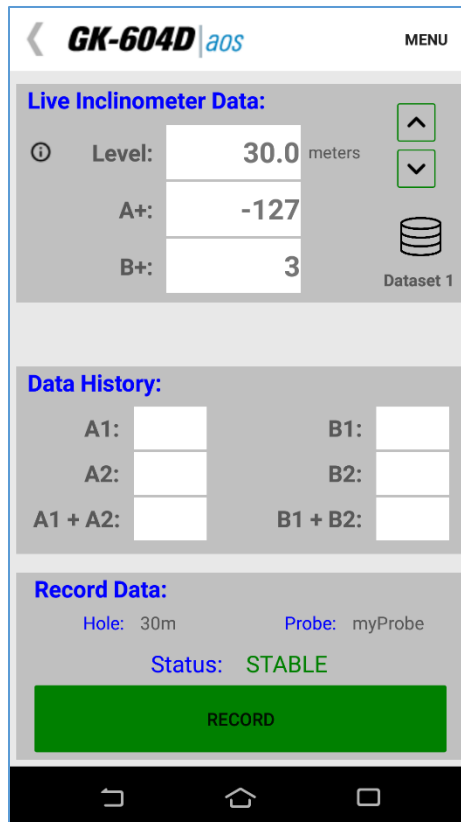 GK-604D|aos MENU
Live Inclinometer Data:
Level: 30.0 meters
A+: -127
B+: 3
Dataset 1
Data History:
A1: B1:
A2: B2:
A1 + A2: B1 + B2:
Record Data:
Hole: 30m Probe: myProbe
Status: STABLE
RECORD